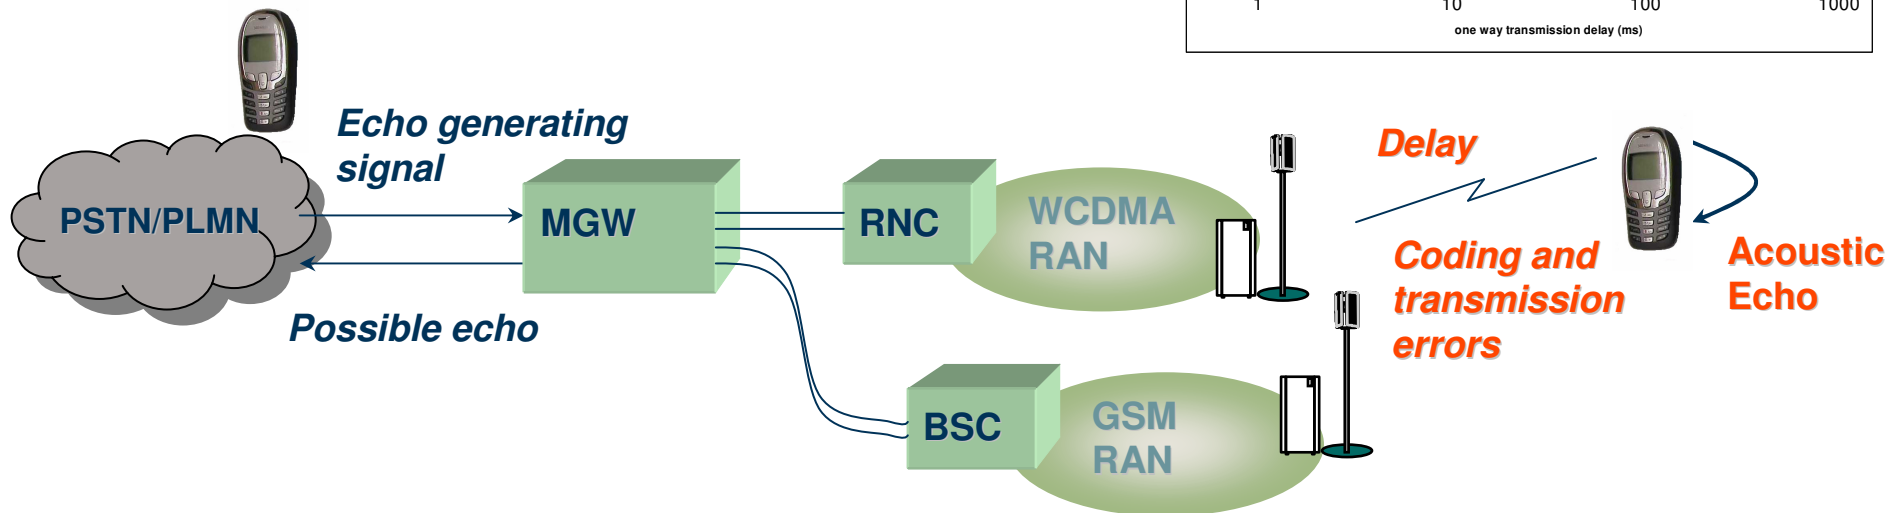 1 10 100 1000
one way transmission delay (ms)
Echo generating
signal
Delay
PSTN/PLMN
MGW
RNC
WCDMA
RAN
Coding and
transmission
errors
Acoustic
Echo
Possible echo
BSC
GSM
RAN